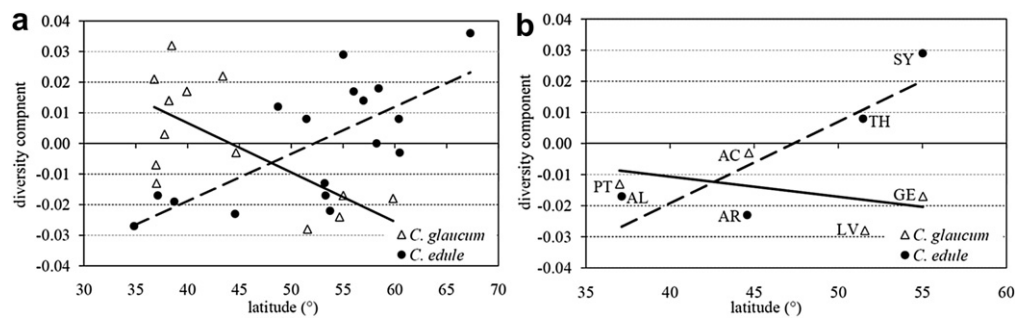 a
diversity component
0.04
0.03
0.02
0.01
0.00
-0.01
-0.02
-0.03
-0.04
30 35 40 45 50 55 60 65 70
latitude (°)
△ C. glaucum
● C. edule
b
diversity component
0.04
0.03
0.02
0.01
0.00
-0.01
-0.02
-0.03
-0.04
SY
TH
AC
PT
AL
GE
AR
LV
△ C. glaucum
● C. edule
35 40 45 50 55 60
latitude (°)